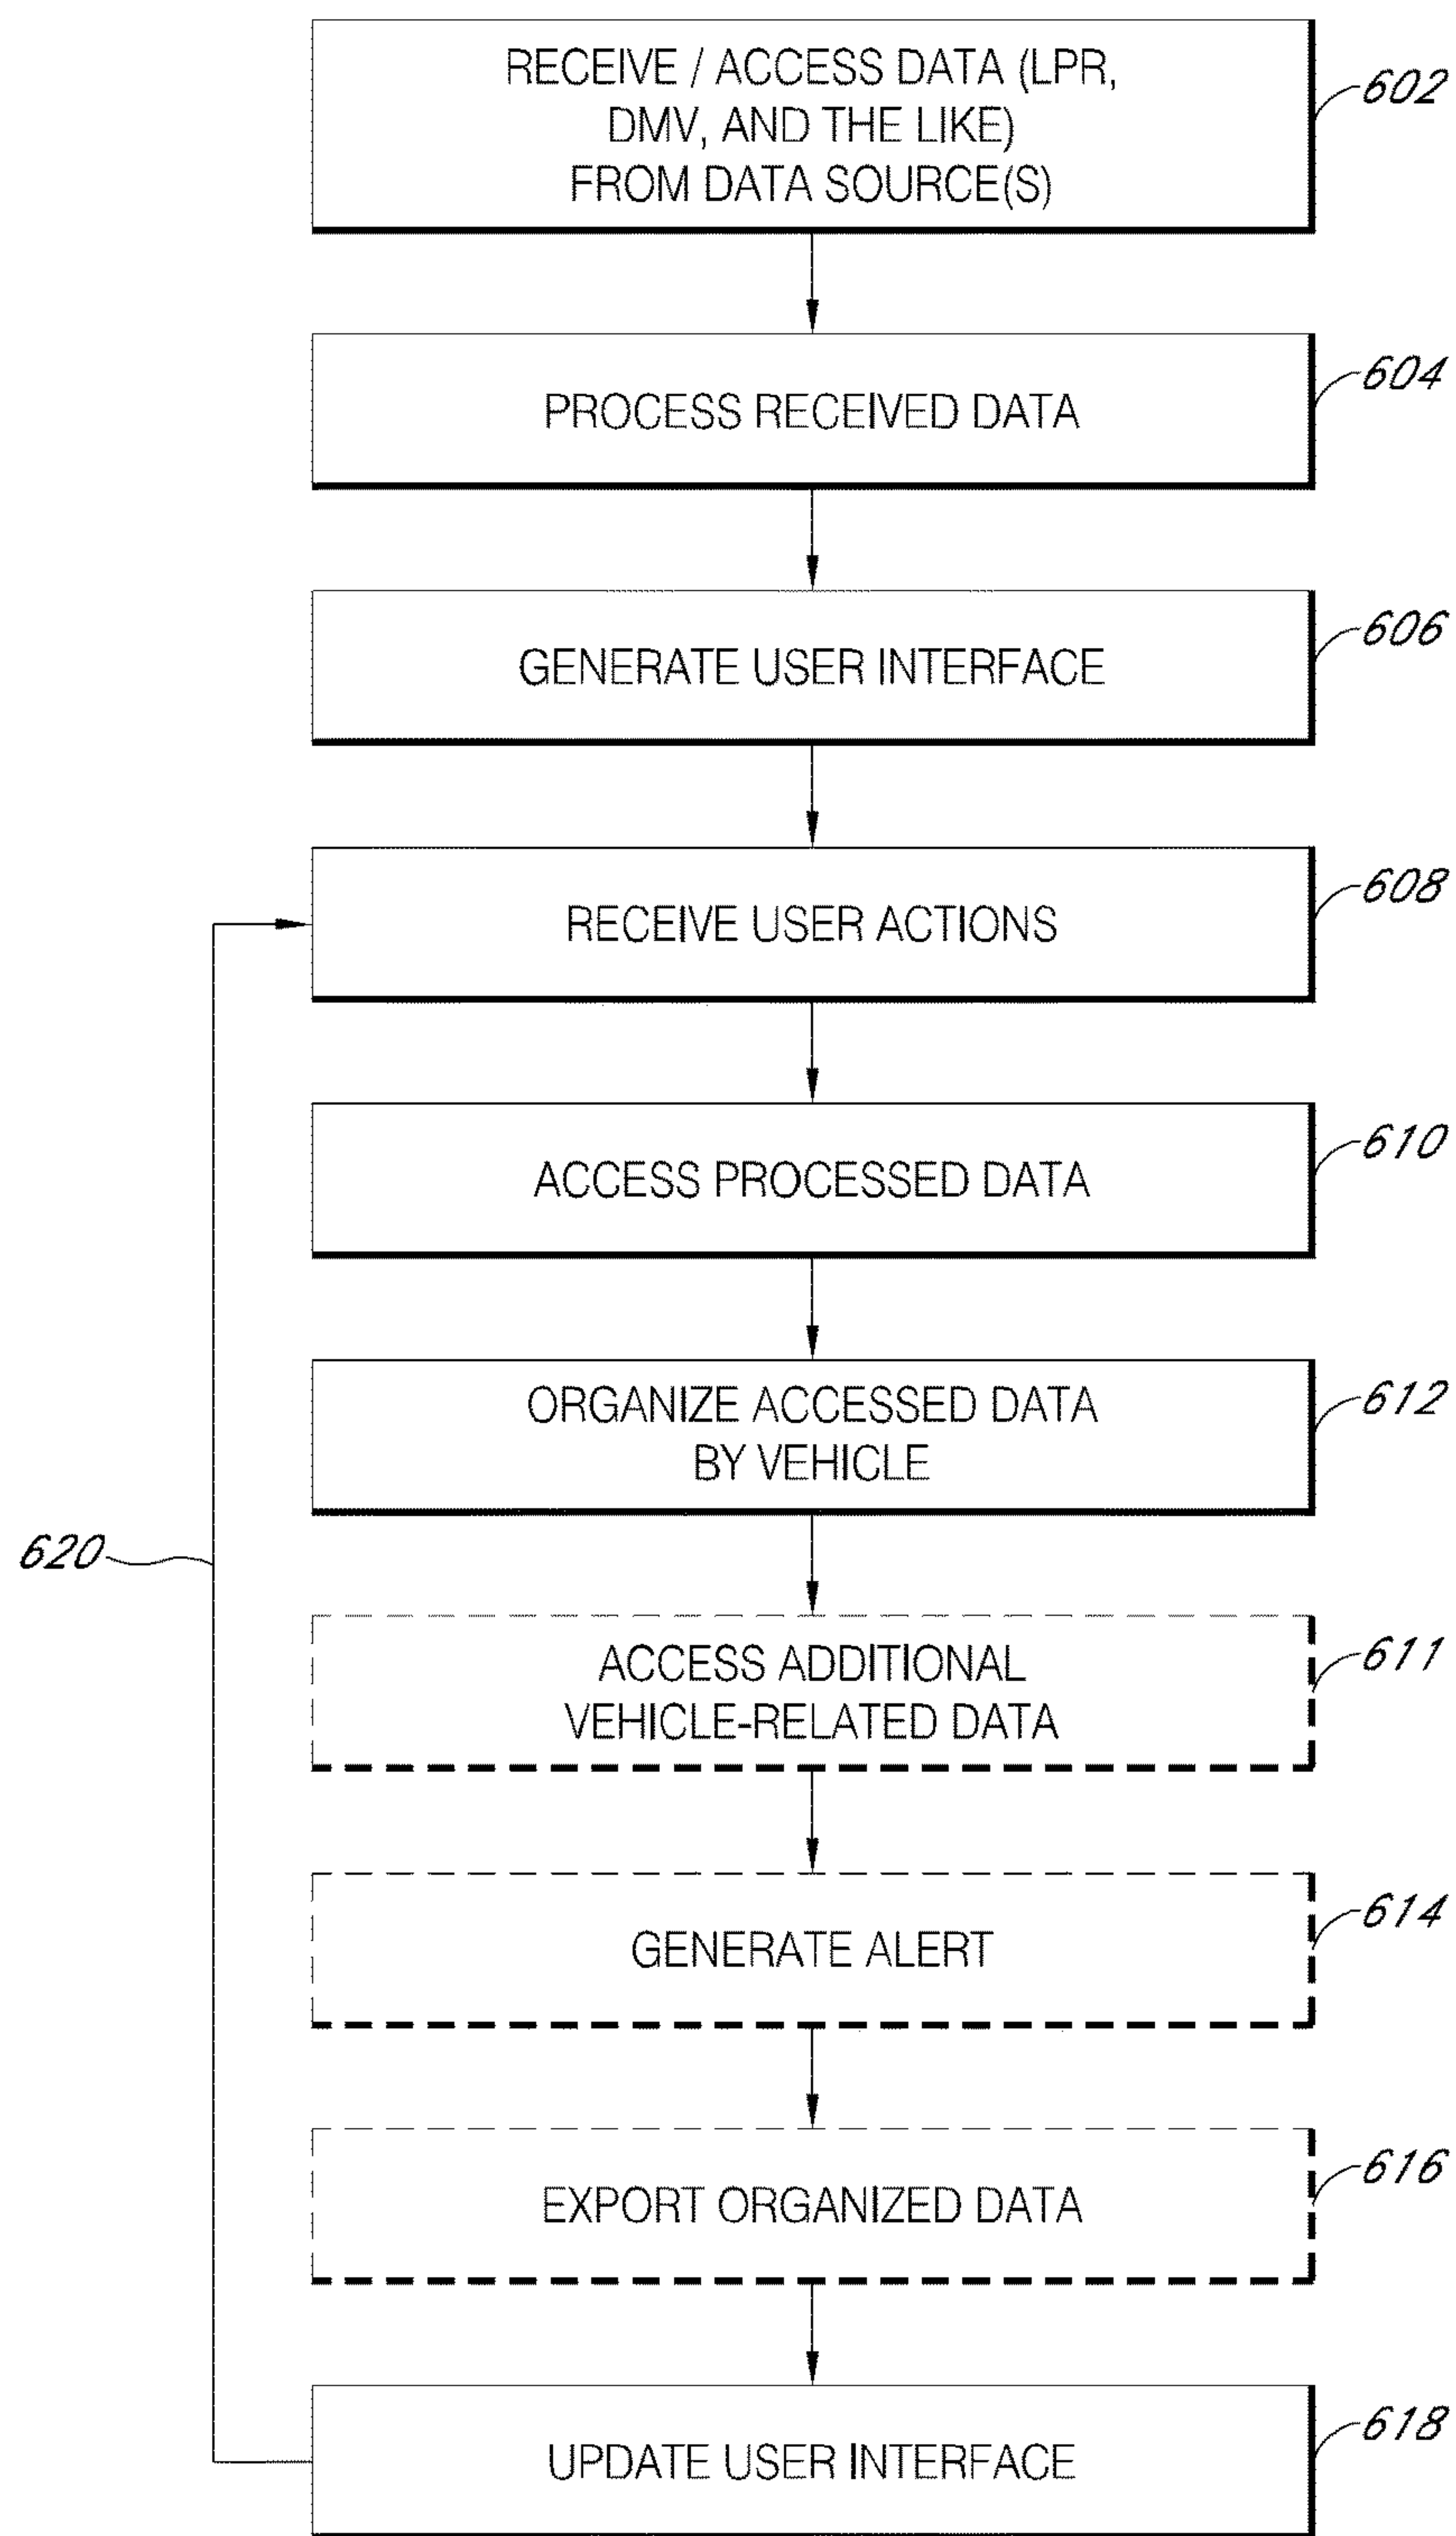 RECEIVE / ACCESS DATA (LPR,
DMV, AND THE LIKE)
FROM DATA SOURCE(S)
602
PROCESS RECEIVED DATA
604
GENERATE USER INTERFACE
606
RECEIVE USER ACTIONS
608
ACCESS PROCESSED DATA
610
ORGANIZE ACCESSED DATA
BY VEHICLE
612
620
ACCESS ADDITIONAL
VEHICLE-RELATED DATA
611
GENERATE ALERT
614
EXPORT ORGANIZED DATA
616
UPDATE USER INTERFACE
618